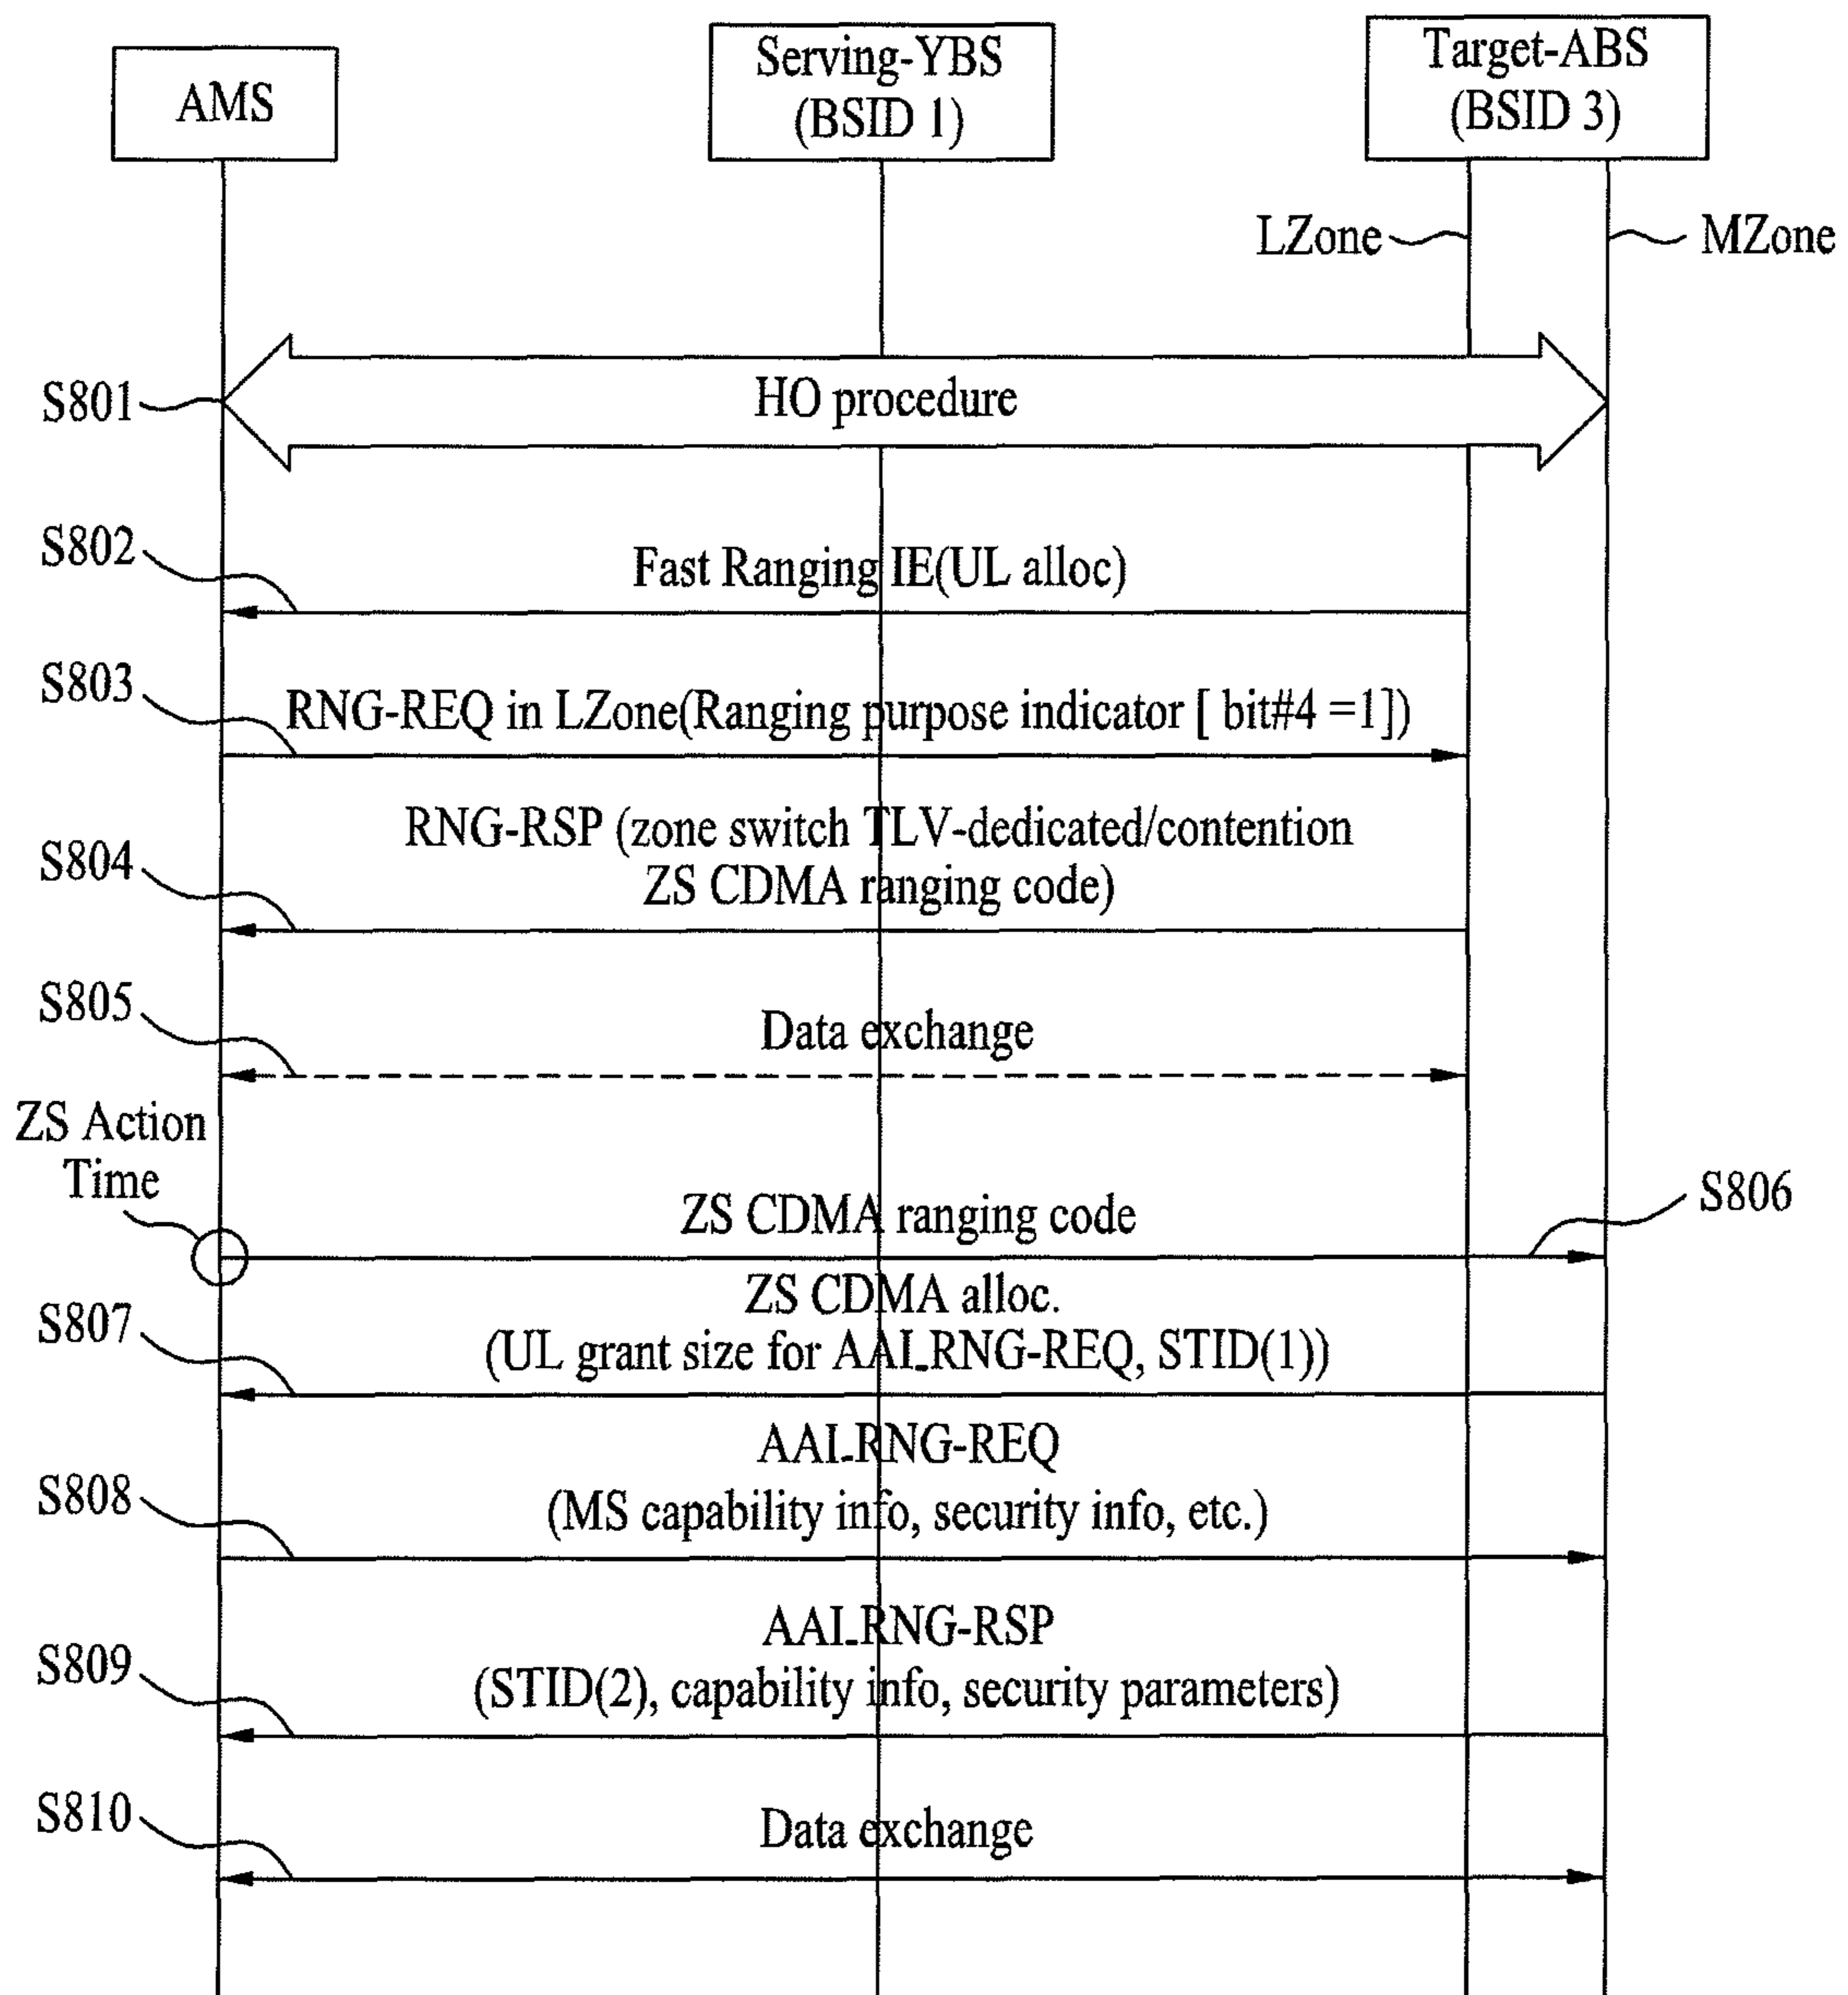 AMS
Serving-YBS
(BSID 1)
Target-ABS
(BSID 3)
LZone
MZone
S801
HO procedure
S802
Fast Ranging IE(UL alloc)
S803
RNG-REQ in LZone(Ranging purpose indicator [ bit#4 =1])
S804
RNG-RSP (zone switch TLV-dedicated/contention
ZS CDMA ranging code)
S805
Data exchange
ZS Action
Time
ZS CDMA ranging code
S806
S807
ZS CDMA alloc.
(UL grant size for AAI_RNG-REQ, STID(1))
S808
AAI_RNG-REQ
(MS capability info, security info, etc.)
S809
AAI_RNG-RSP
(STID(2), capability info, security parameters)
S810
Data exchange